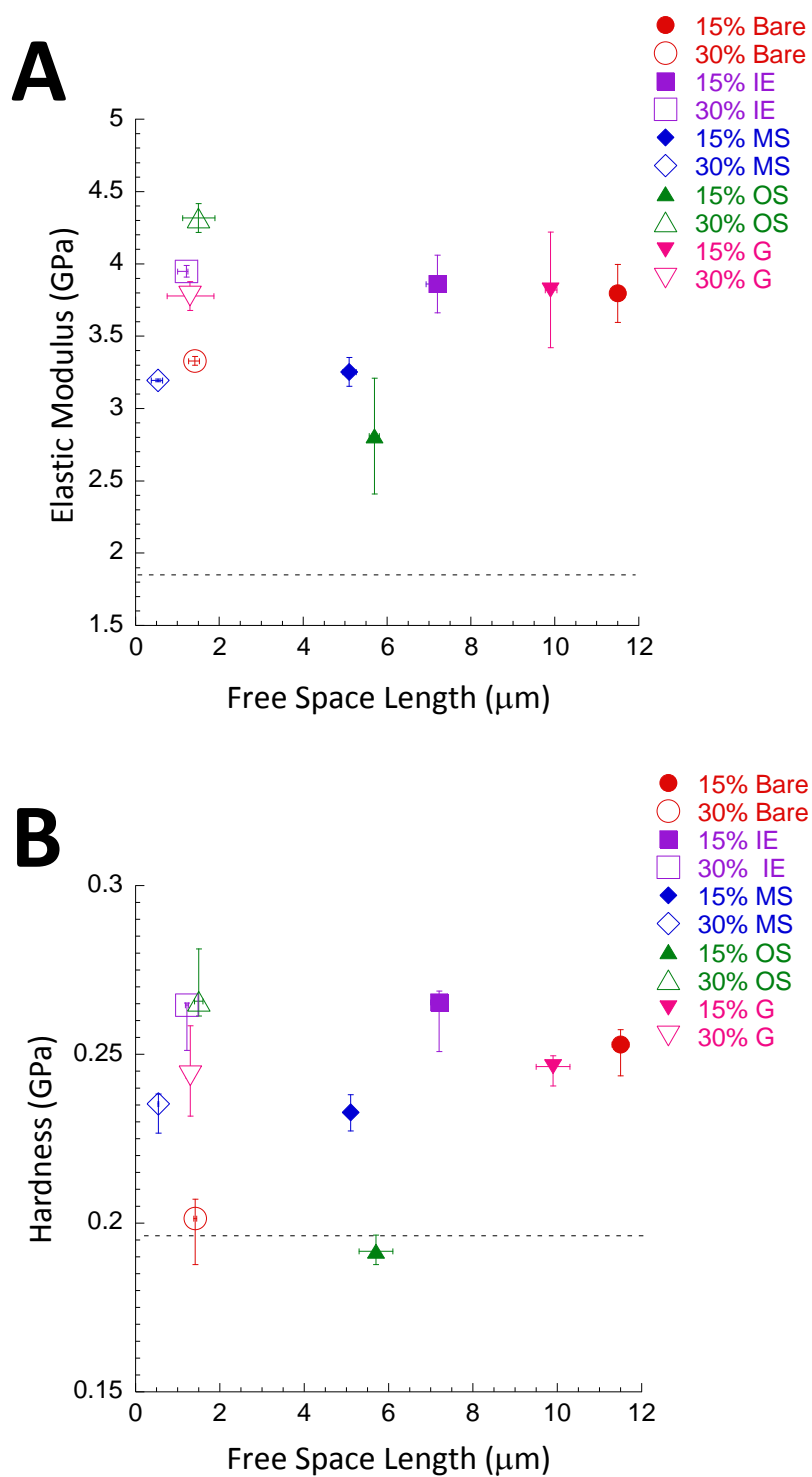 A
15% Bare
30% Bare
15% IE
30% IE
15% MS
30% MS
15% OS
30% OS
15% G
30% G
5
4.5
4
3.5
3
2.5
2
1.5
Elastic Modulus (GPa)
0 2 4 6 8 10 12
Free Space Length (μm)
B
15% Bare
30% Bare
15% IE
30%  IE
15% MS
30% MS
15% OS
30% OS
15% G
30% G
0.3
0.25
0.2
0.15
Hardness (GPa)
0 2 4 6 8 10 12
Free Space Length (μm)